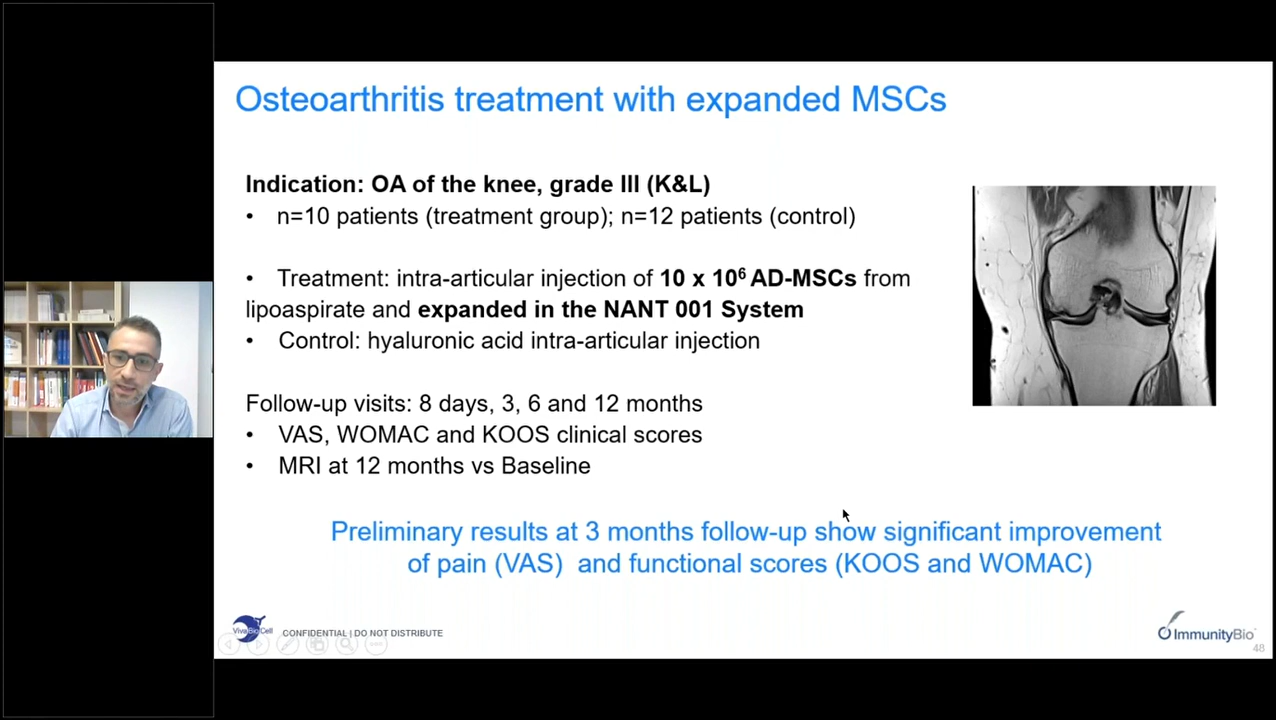 Osteoarthritis treatment with expanded MSCs
Indication: OA of the knee, grade III (K&L)
• n=10 patients (treatment group); n=12 patients (control)
• Treatment: intra-articular injection of 10 x 10⁶ AD-MSCs from
lipoaspirate and expanded in the NANT 001 System
• Control: hyaluronic acid intra-articular injection
Follow-up visits: 8 days, 3, 6 and 12 months
• VAS, WOMAC and KOOS clinical scores
• MRI at 12 months vs Baseline
Preliminary results at 3 months follow-up show significant improvement
of pain (VAS) and functional scores (KOOS and WOMAC)
VivaBioCell
CONFIDENTIAL | DO NOT DISTRIBUTE
ImmunityBio
48